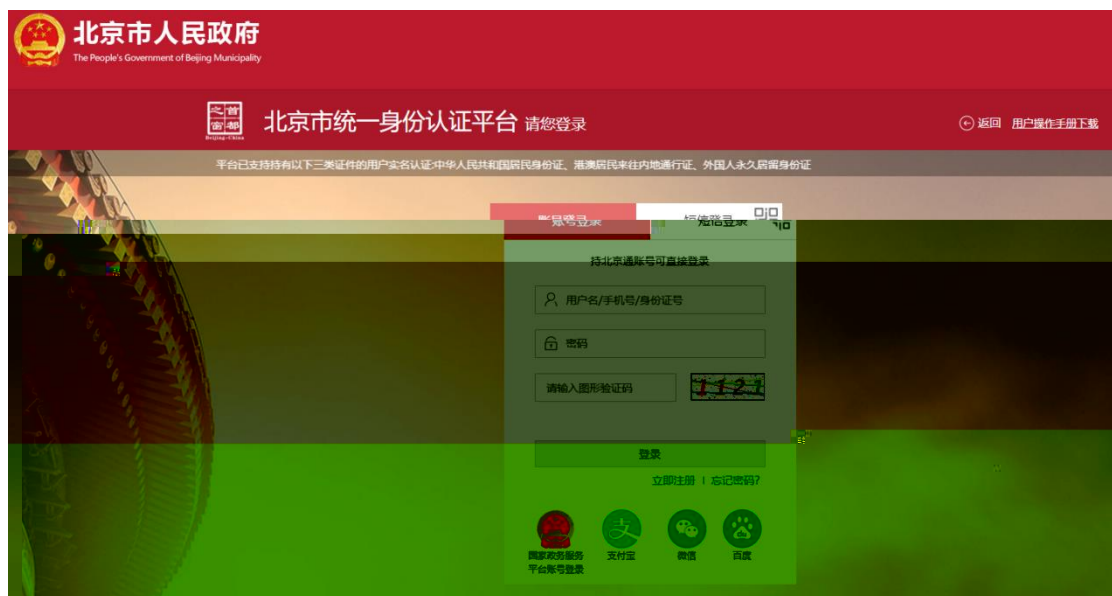 北京市人民政府
The People's Government of Beijing Municipality
首都之窗
Beijing-China
北京市统一身份认证平台 请您登录
返回 用户操作手册下载
平台已支持持有以下三类证件的用户实名认证:中华人民共和国居民身份证、港澳居民来往内地通行证、外国人永久居留身份证
账号登录 短信登录
持北京通账号可直接登录
用户名/手机号/身份证号
密码
请输入图形验证码 1121
登录
立即注册 | 忘记密码?
国家政务服务
平台账号登录
支付宝
微信
百度